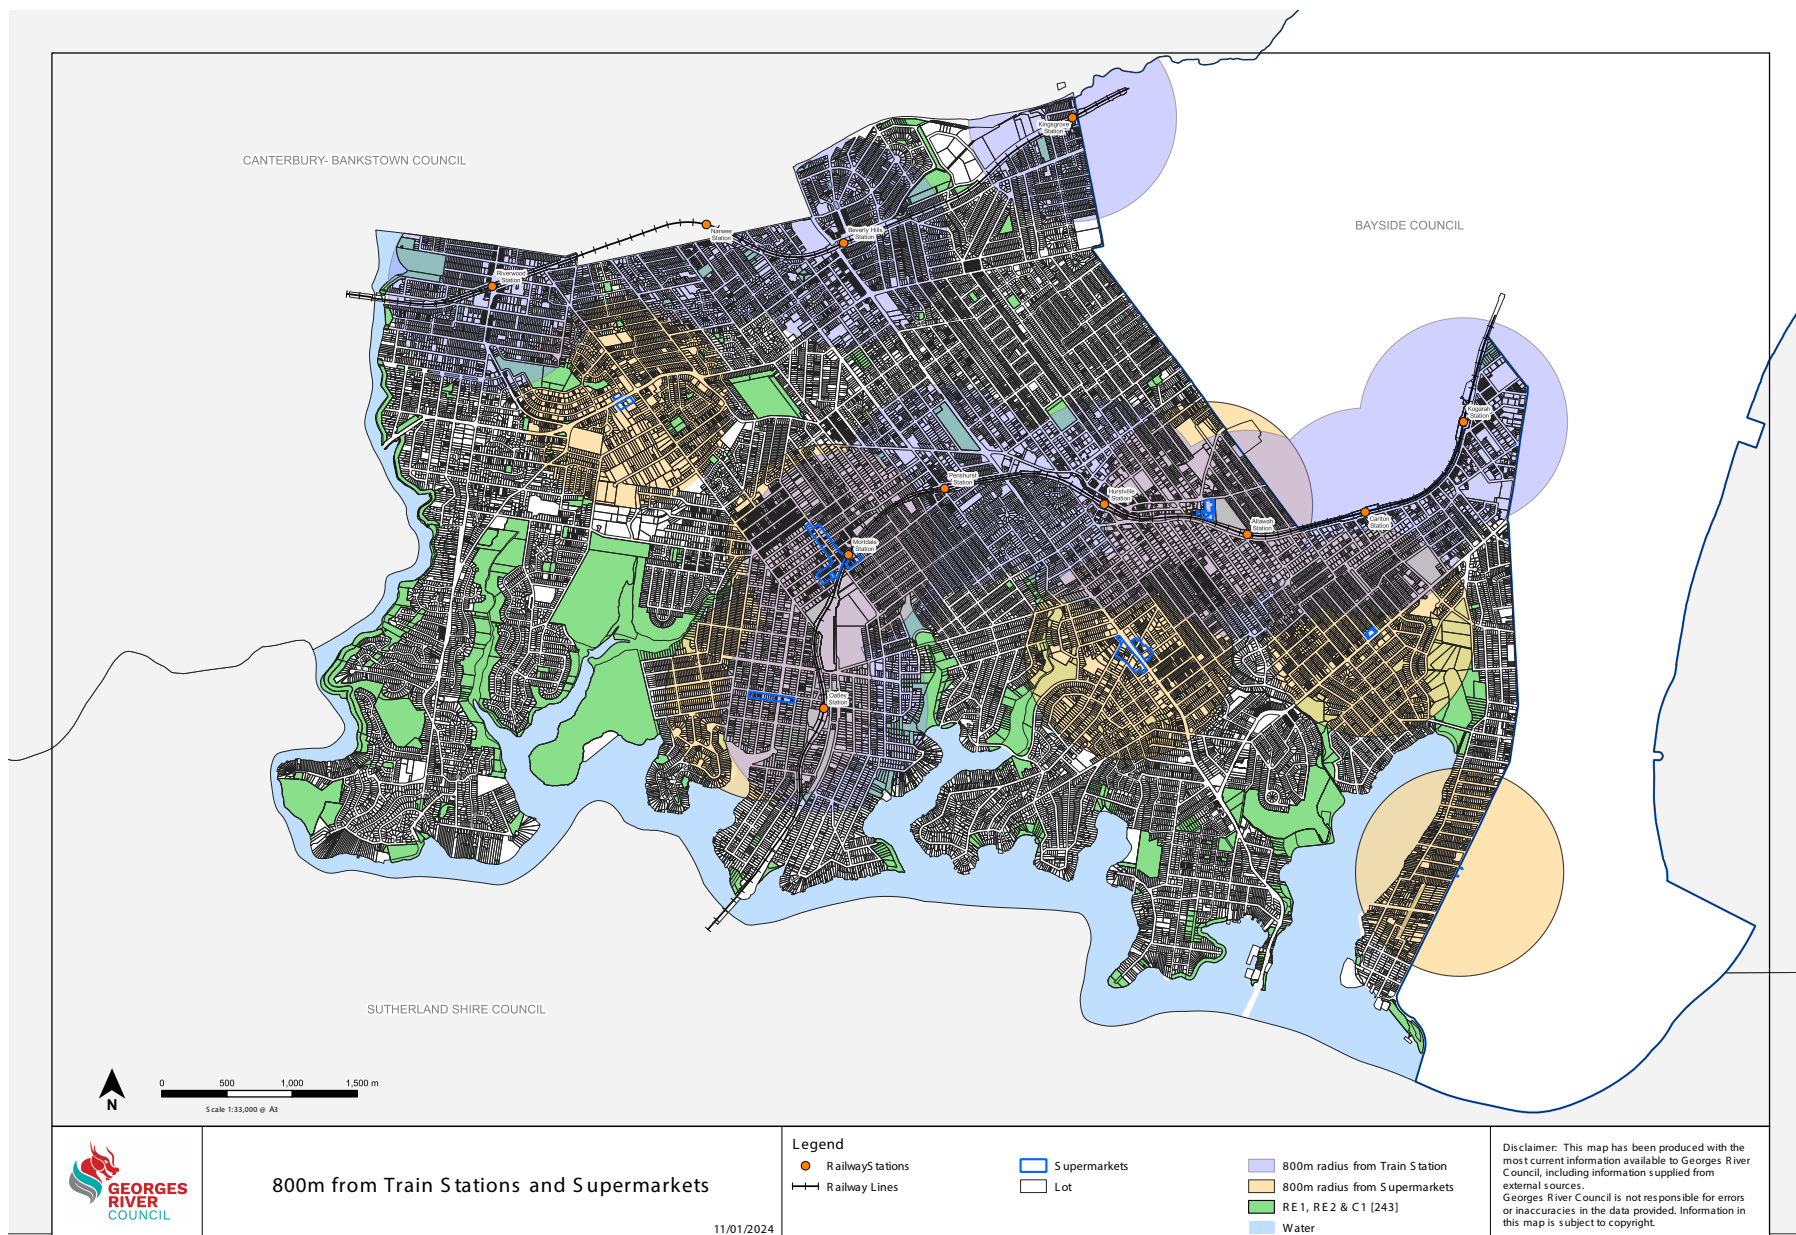 CANTERBURY- BANKSTOWN COUNCIL
BAYSIDE COUNCIL
SUTHERLAND SHIRE COUNCIL
Kingsgrove
Station
Narwee
Station
Beverly Hills
Station
Riverwood
Station
Kogarah
Station
Penshurst
Station
Hurstville
Station
Allawah
Station
Carlton
Station
Mortdale
Station
Oatley
Station
N
0 500 1,000 1,500 m
Scale 1:33,000 @ A3
GEORGES
RIVER
COUNCIL
800m from Train Stations and Supermarkets
11/01/2024
Legend
RailwayStations
Railway Lines
Supermarkets
Lot
800m radius from Train Station
800m radius from Supermarkets
RE1, RE2 & C1 [243]
Water
Disclaimer: This map has been produced with the
most current information available to Georges River
Council, including information supplied from
external sources.
Georges River Council is not responsible for errors
or inaccuracies in the data provided. Information in
this map is subject to copyright.